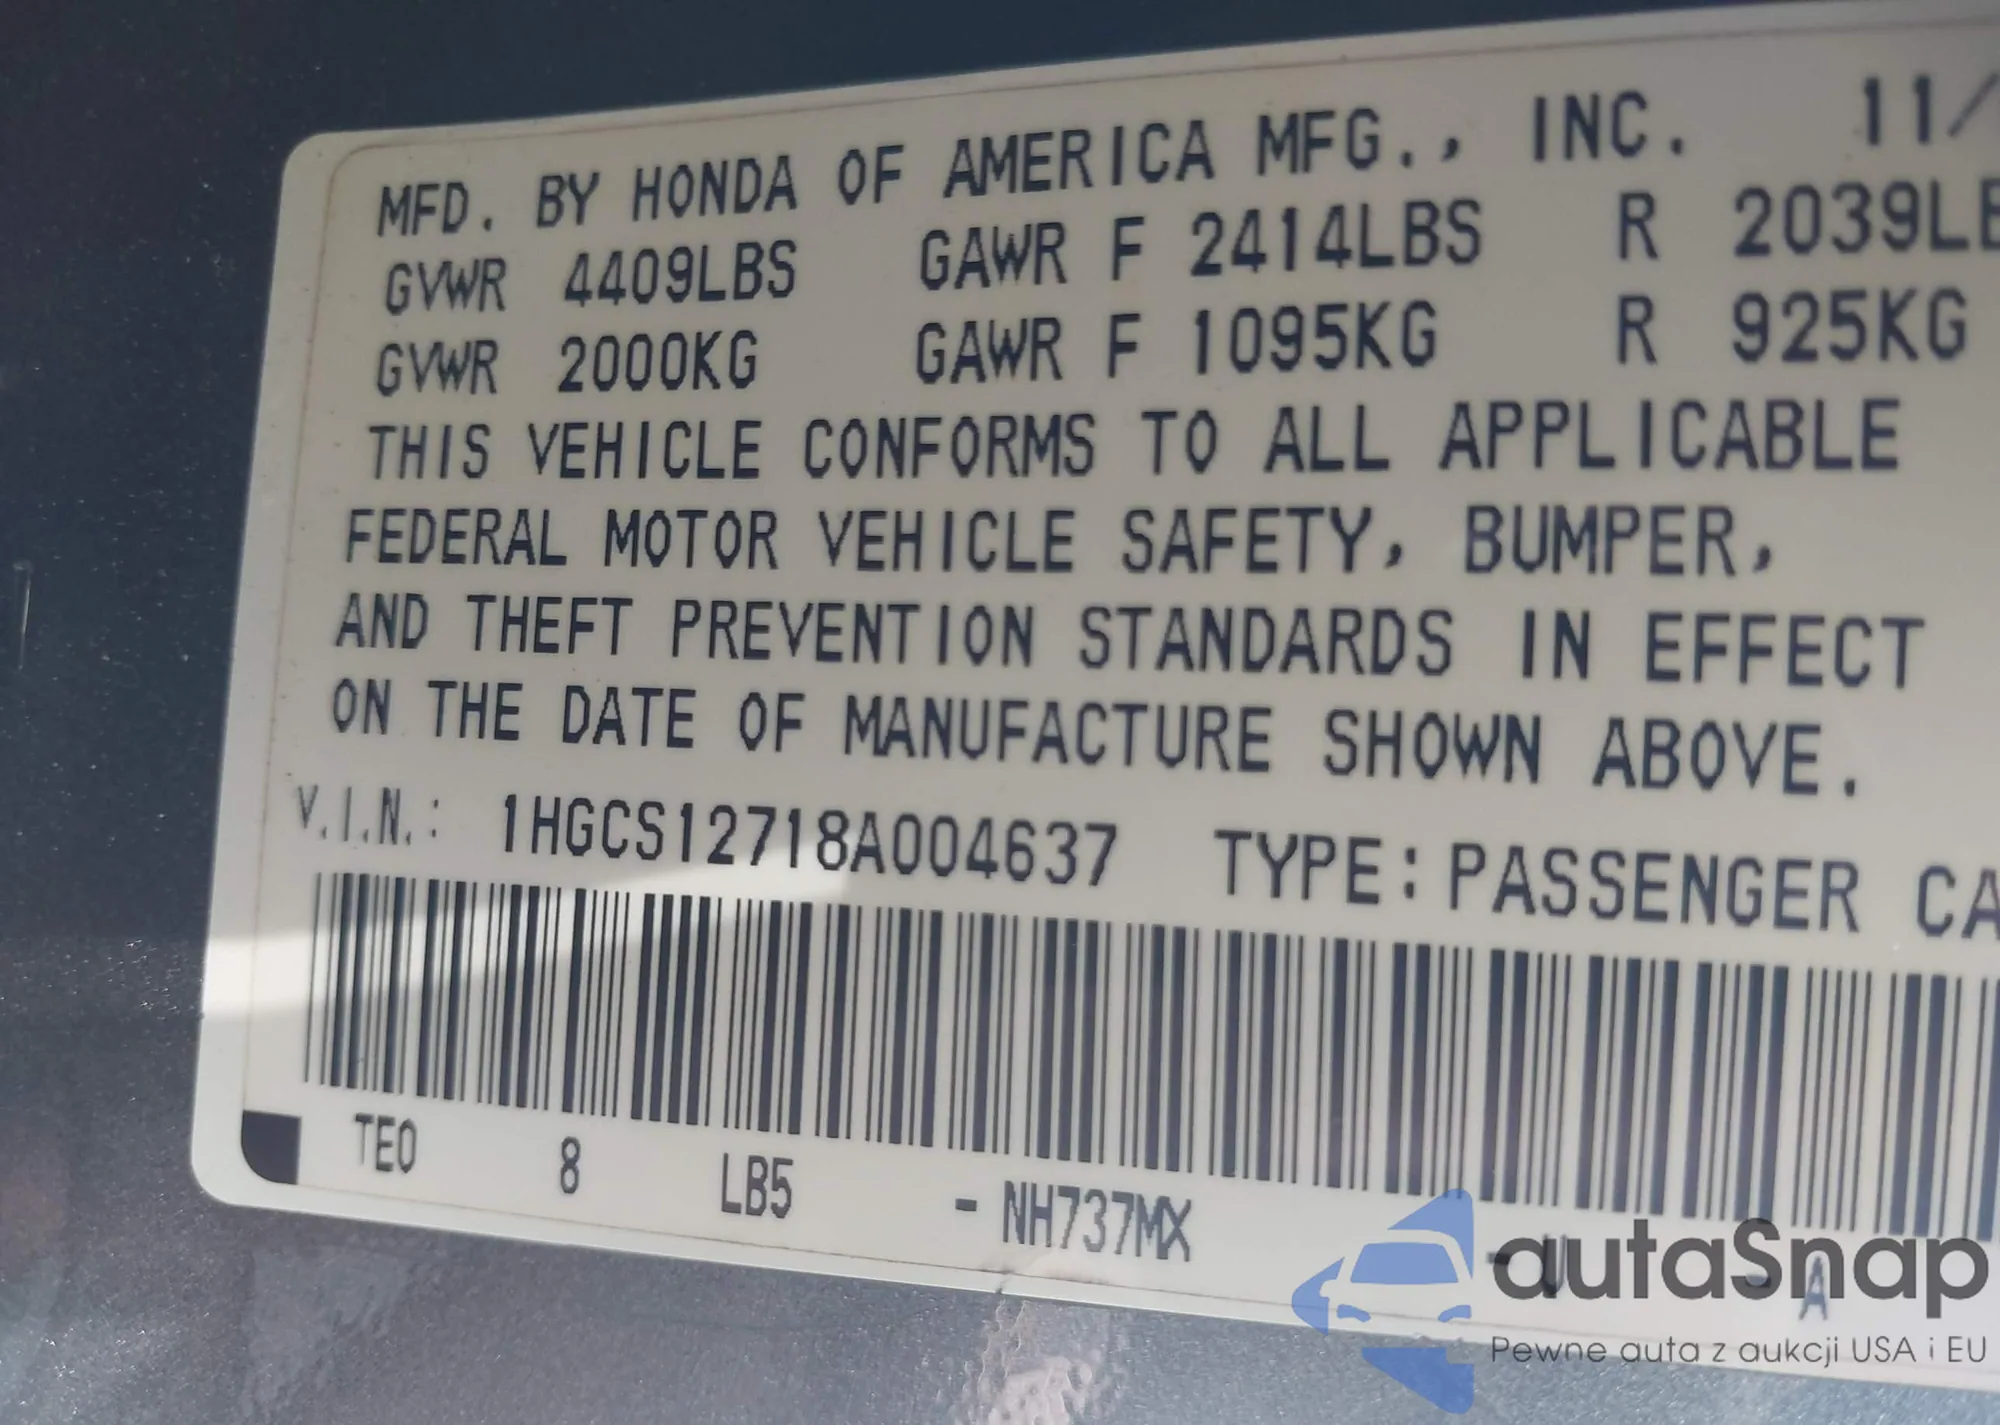 MFD. BY HONDA OF AMERICA MFG., INC. 11/
GVWR 4409LBS GAWR F 2414LBS R 2039LB
GVWR 2000KG GAWR F 1095KG R 925KG
THIS VEHICLE CONFORMS TO ALL APPLICABLE
FEDERAL MOTOR VEHICLE SAFETY, BUMPER,
AND THEFT PREVENTION STANDARDS IN EFFECT
ON THE DATE OF MANUFACTURE SHOWN ABOVE.
V.I.N.: 1HGCS12718A004637 TYPE:PASSENGER CA
TE0 8 LB5 - NH737MX - U - A
autaSnap
Pewne auta z aukcji USA i EU